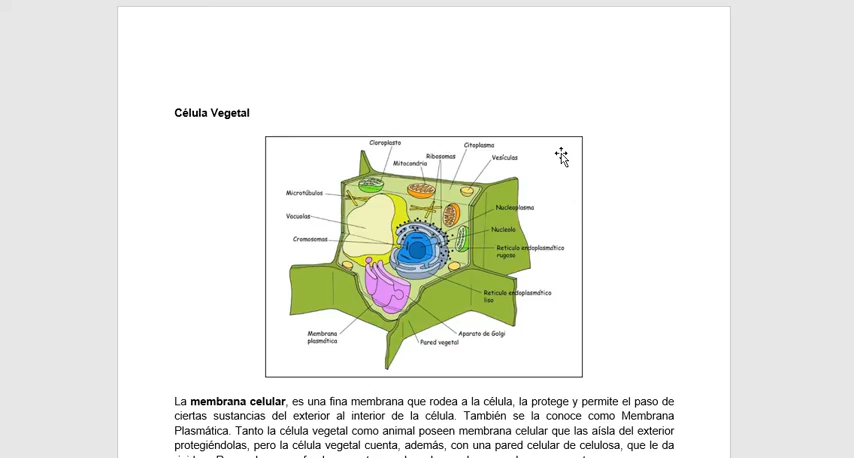 Célula Vegetal
Cloroplasto
Citoplasma
Ribosomas
Mitocondria
Vesículas
Microtúbulos
Nucleoplasma
Vacuolas
Nucleolo
Cromosomas
Retículo endoplasmático
rugoso
Retículo endoplasmático
liso
Membrana
plasmática
Aparato de Golgi
Pared vegetal
La membrana celular, es una fina membrana que rodea a la célula, la protege y permite el paso de
ciertas sustancias del exterior al interior de la célula. También se la conoce como Membrana
Plasmática. Tanto la célula vegetal como animal poseen membrana celular que las aísla del exterior
protegiéndolas, pero la célula vegetal cuenta, además, con una pared celular de celulosa, que le da